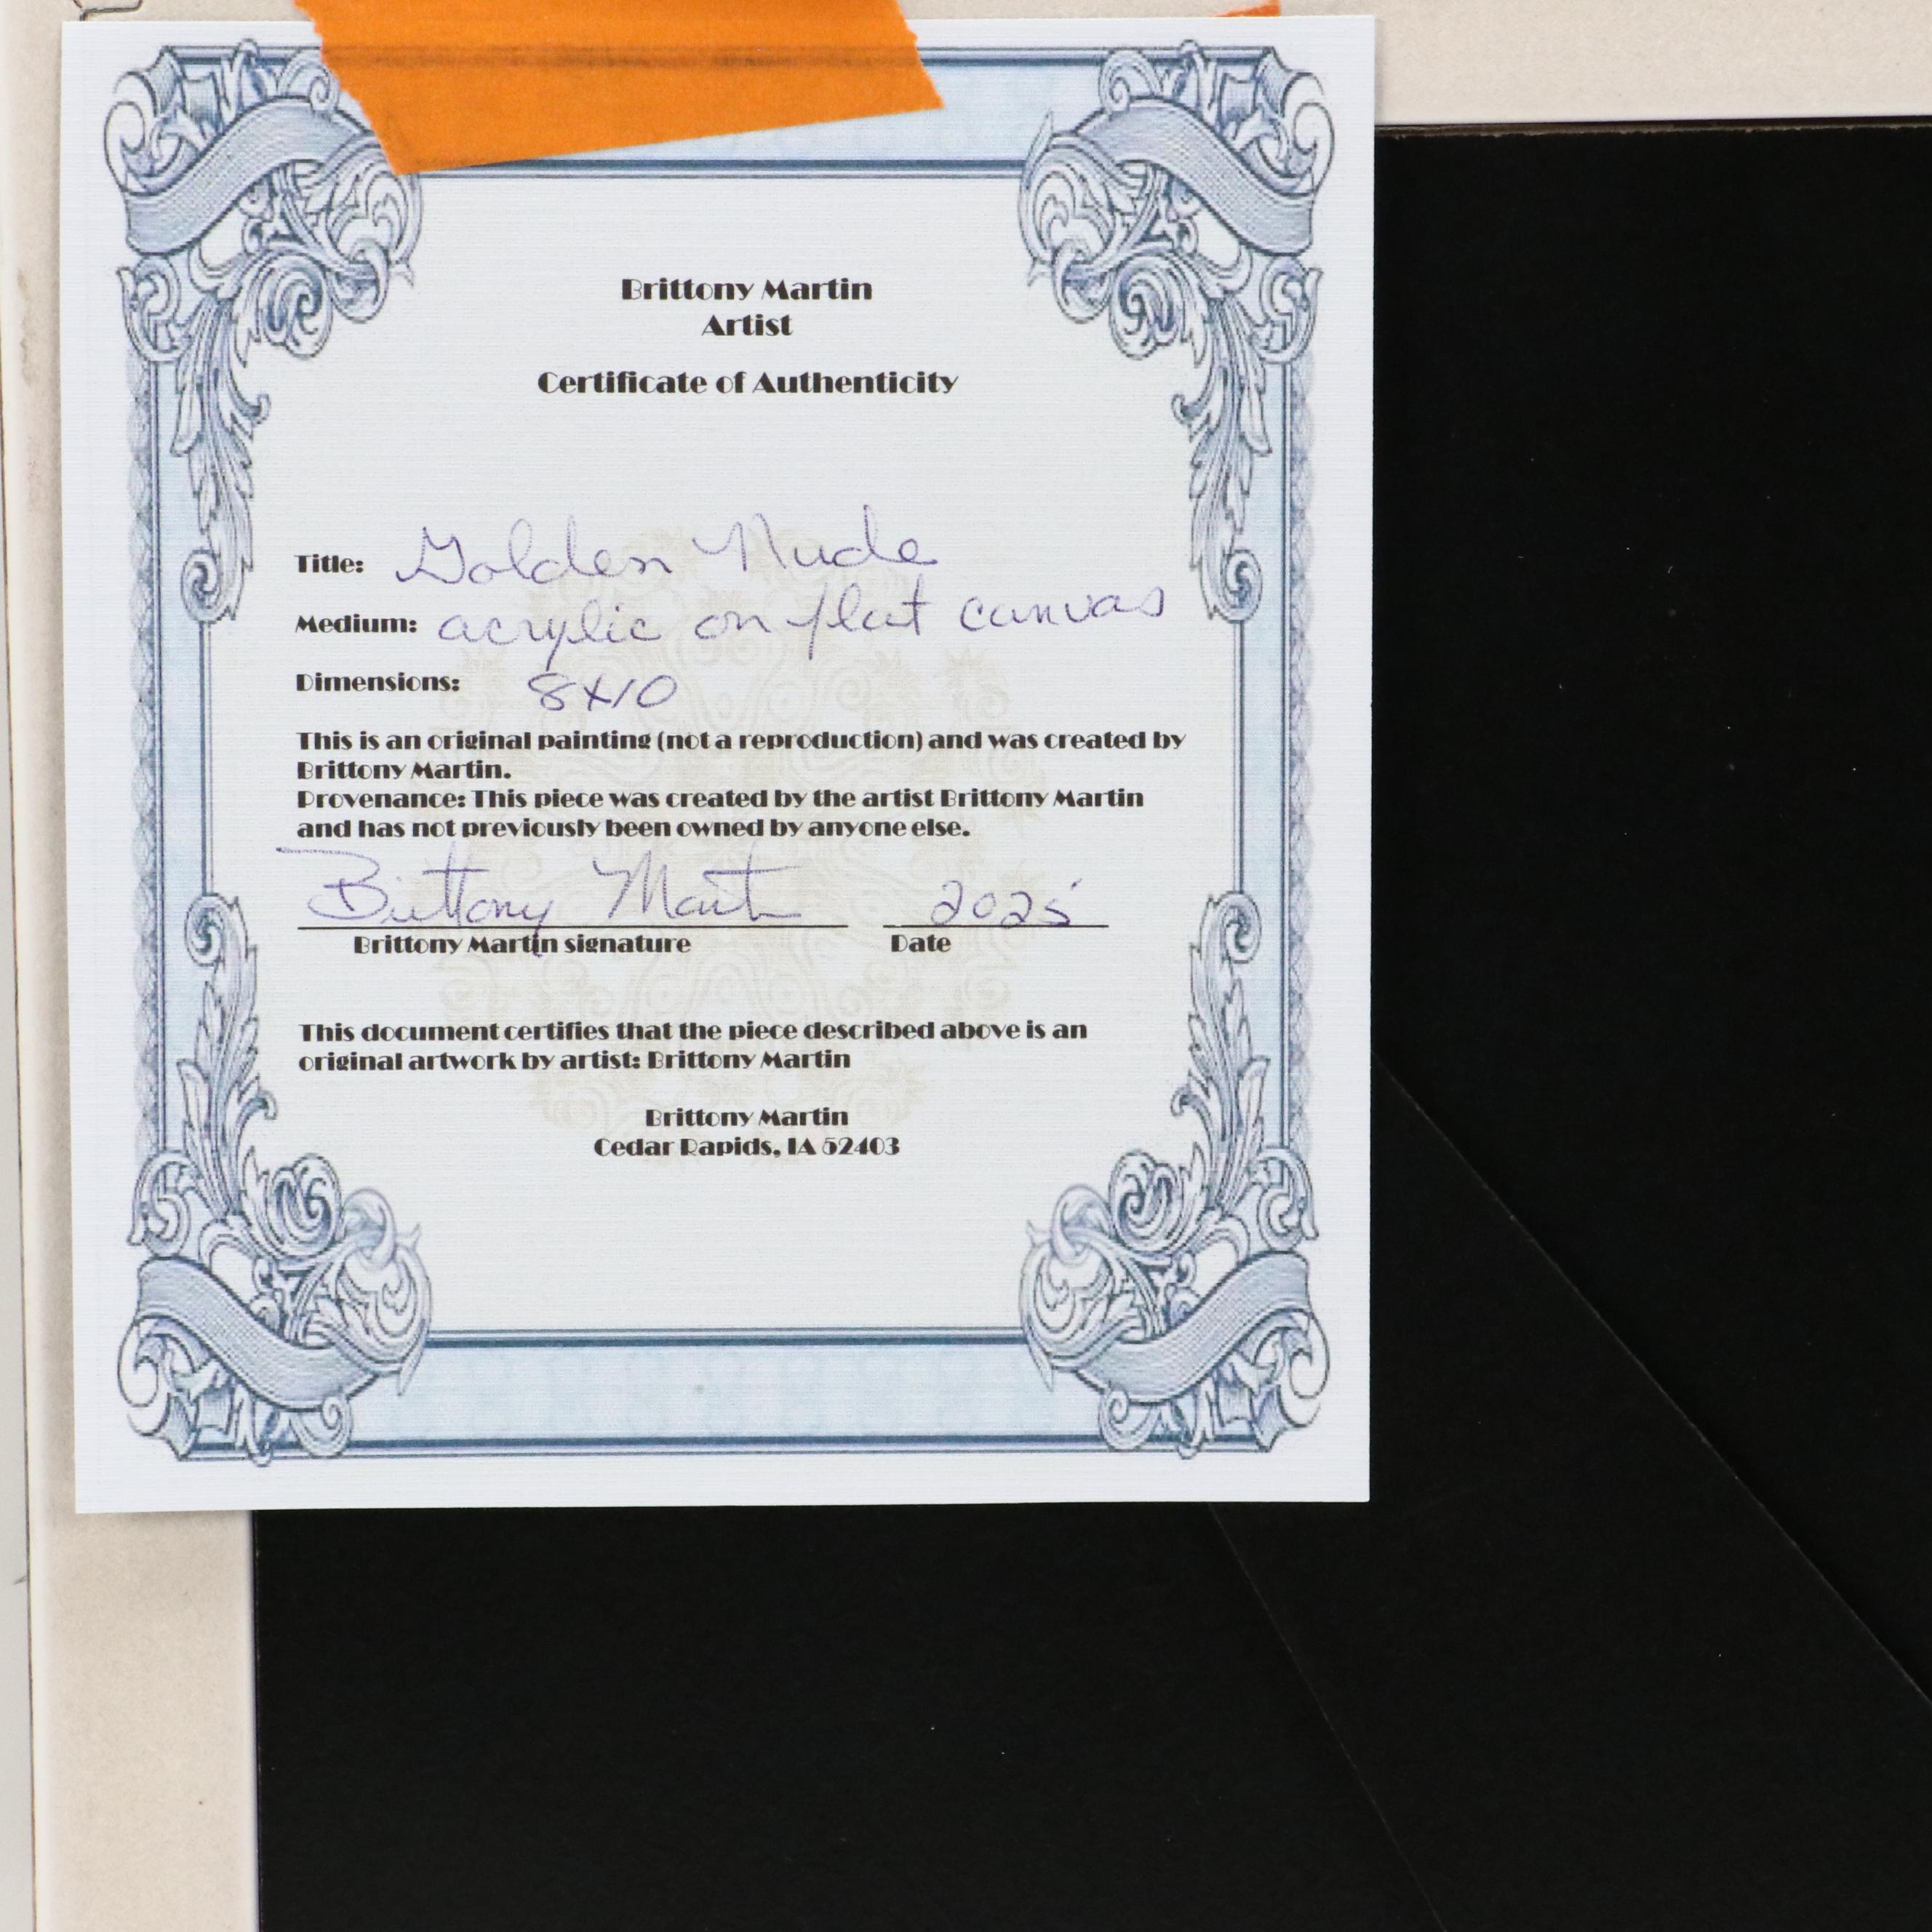 Brittony Martin
Artist
Certificate of Authenticity
Title: Golden Nude
Medium: acrylic on flat canvas
Dimensions: 8x10
This is an original painting (not a reproduction) and was created by
Brittony Martin.
Provenance: This piece was created by the artist Brittony Martin
and has not previously been owned by anyone else.
Brittony Martin 2025
Brittony Martin signature Date
This document certifies that the piece described above is an
original artwork by artist: Brittony Martin
Brittony Martin
Cedar Rapids, IA 52403